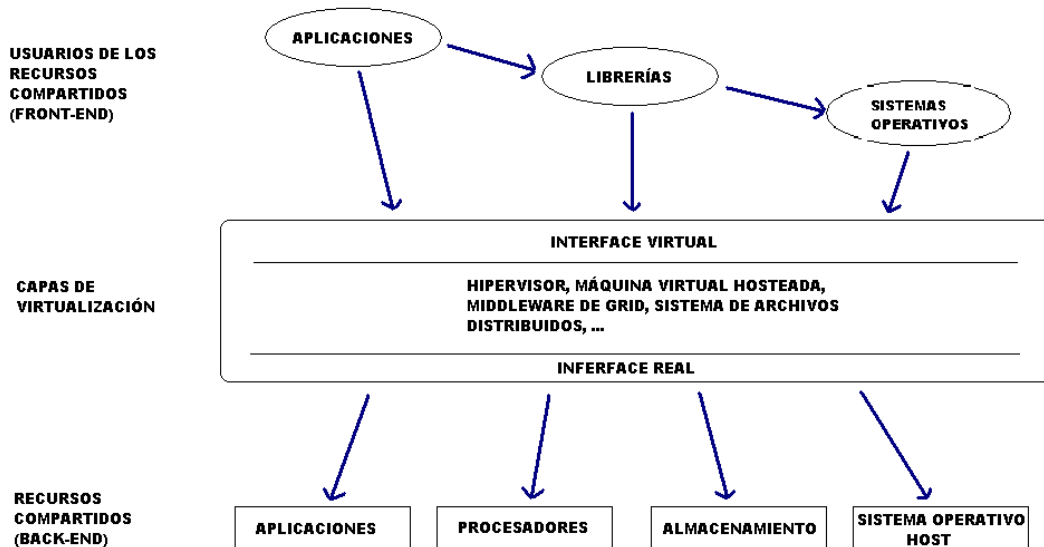 USUARIOS DE LOS
RECURSOS
COMPARTIDOS
(FRONT-END)
APLICACIONES
LIBRERÍAS
SISTEMAS
OPERATIVOS
CAPAS DE
VIRTUALIZACIÓN
INTERFACE VIRTUAL
HIPERVISOR, MÁQUINA VIRTUAL HOSTEADA,
MIDDLEWARE DE GRID, SISTEMA DE ARCHIVOS
DISTRIBUIDOS, ...
INFERFACE REAL
RECURSOS
COMPARTIDOS
(BACK-END)
APLICACIONES
PROCESADORES
ALMACENAMIENTO
SISTEMA OPERATIVO
HOST